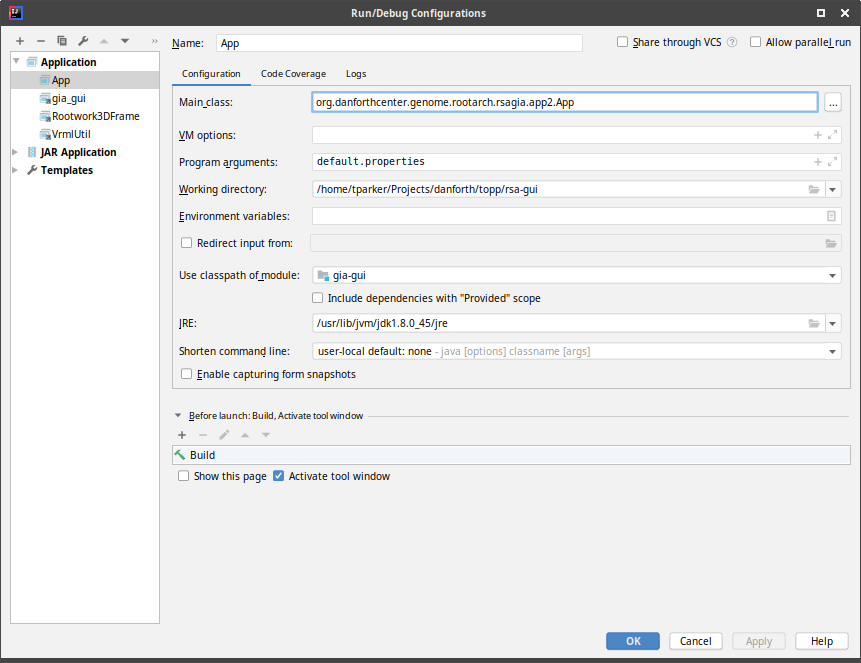 Run/Debug Configurations
Name: App
Share through VCS ?
Allow parallel run
Application
App
gia_gui
Rootwork3DFrame
VrmlUtil
JAR Application
Templates
Configuration Code Coverage Logs
Main class: org.danforthcenter.genome.rootarch.rsagia.app2.App ...
VM options:
Program arguments: default.properties
Working directory: /home/tparker/Projects/danforth/topp/rsa-gui
Environment variables:
Redirect input from:
Use classpath of module: gia-gui
Include dependencies with "Provided" scope
JRE: /usr/lib/jvm/jdk1.8.0_45/jre
Shorten command line: user-local default: none - java [options] classname [args]
Enable capturing form snapshots
Before launch: Build, Activate tool window
Build
Show this page Activate tool window
OK Cancel Apply Help